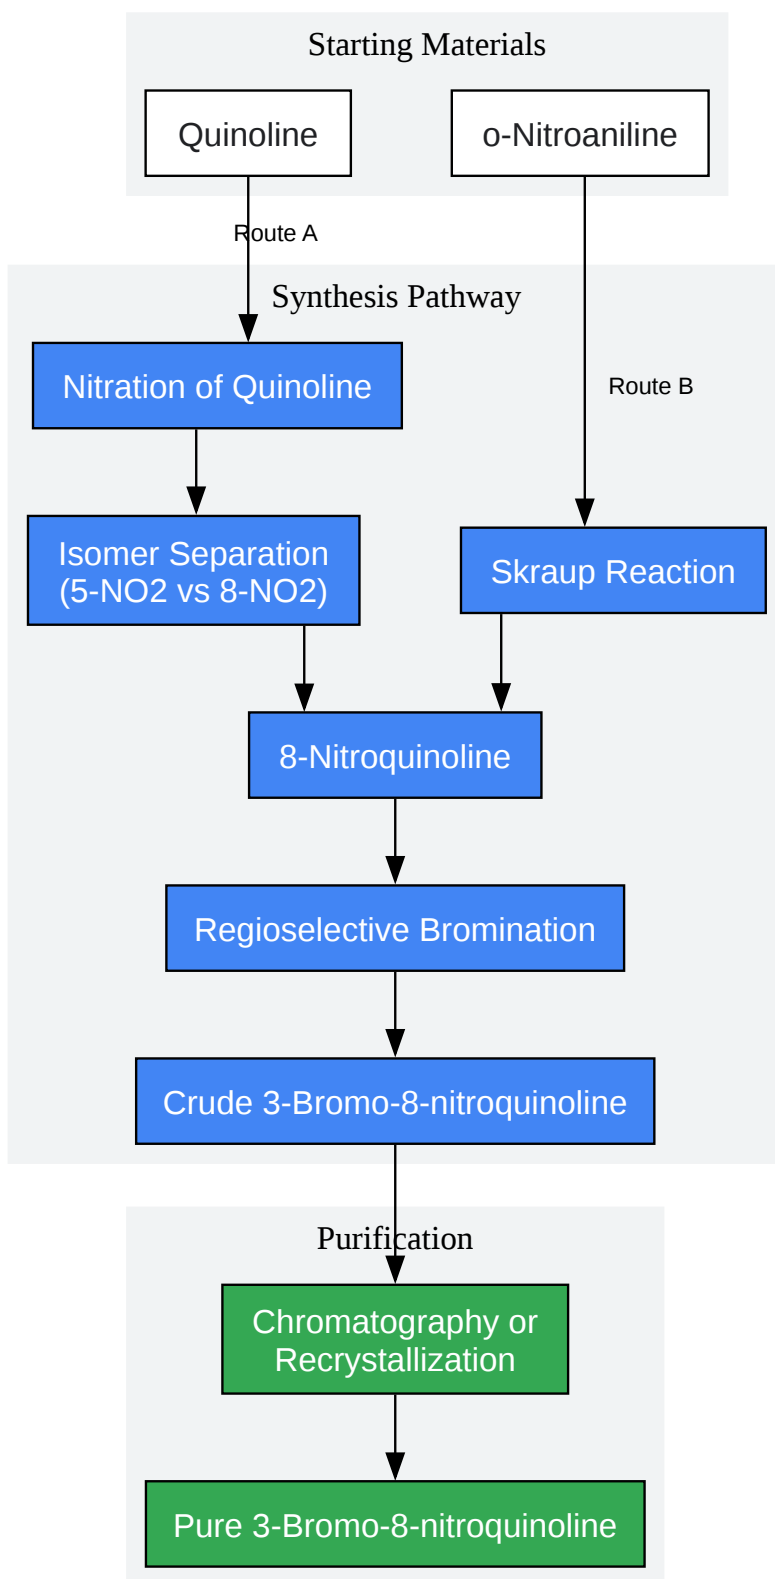 Starting Materials
Quinoline
o-Nitroaniline
Route A
Synthesis Pathway
Nitration of Quinoline
Route B
Isomer Separation
(5-NO2 vs 8-NO2)
Skraup Reaction
8-Nitroquinoline
Regioselective Bromination
Crude 3-Bromo-8-nitroquinoline
Purification
Chromatography or
Recrystallization
Pure 3-Bromo-8-nitroquinoline